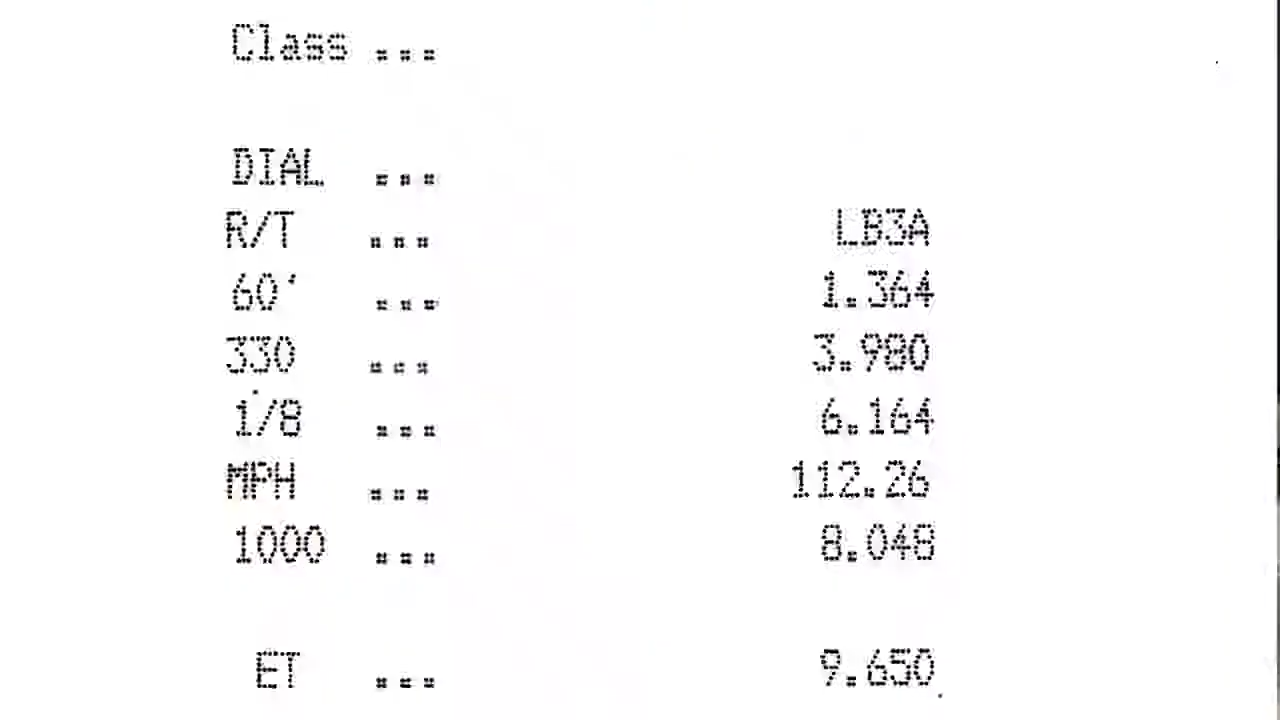 Class ...
DIAL ...
R/T ... LB3A
60' ... 1.364
330 ... 3.980
1/8 ... 6.164
MPH ... 112.26
1000 ... 8.048
ET ... 9.650